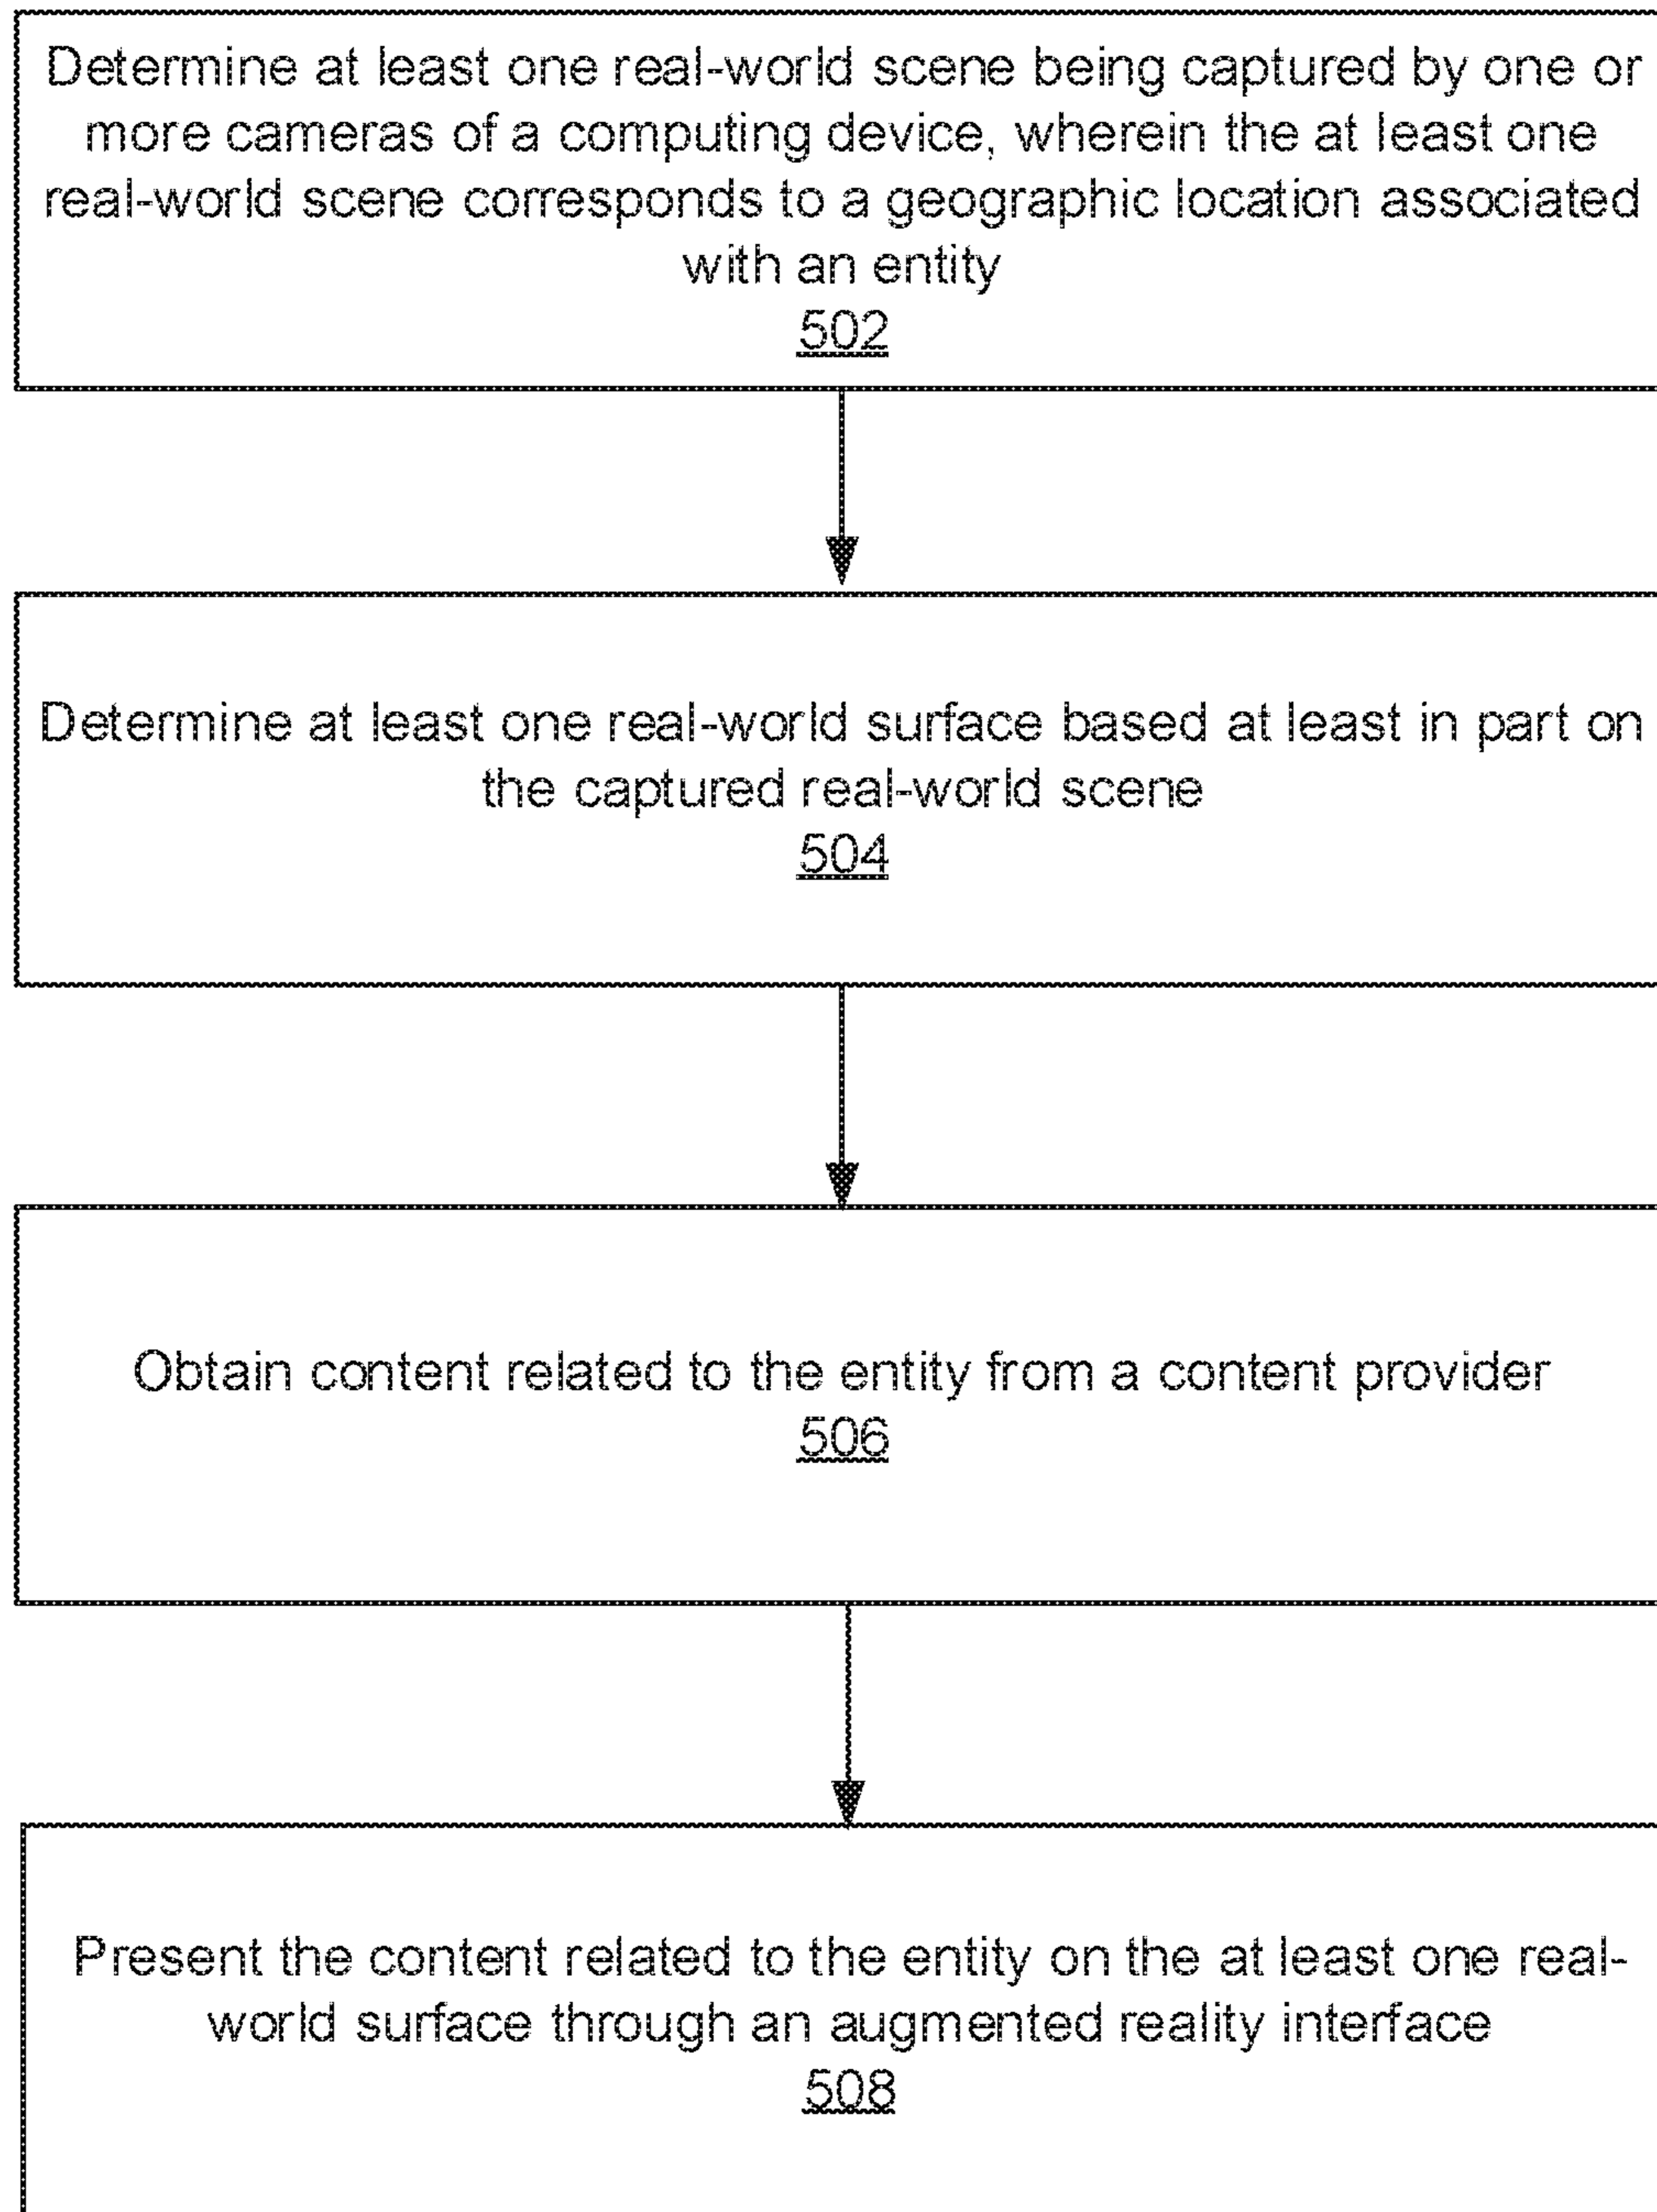 Determine at least one real-world scene being captured by one or
more cameras of a computing device, wherein the at least one
real-world scene corresponds to a geographic location associated
with an entity
502
Determine at least one real-world surface based at least in part on
the captured real-world scene
504
Obtain content related to the entity from a content provider
506
Present the content related to the entity on the at least one real-
world surface through an augmented reality interface
508